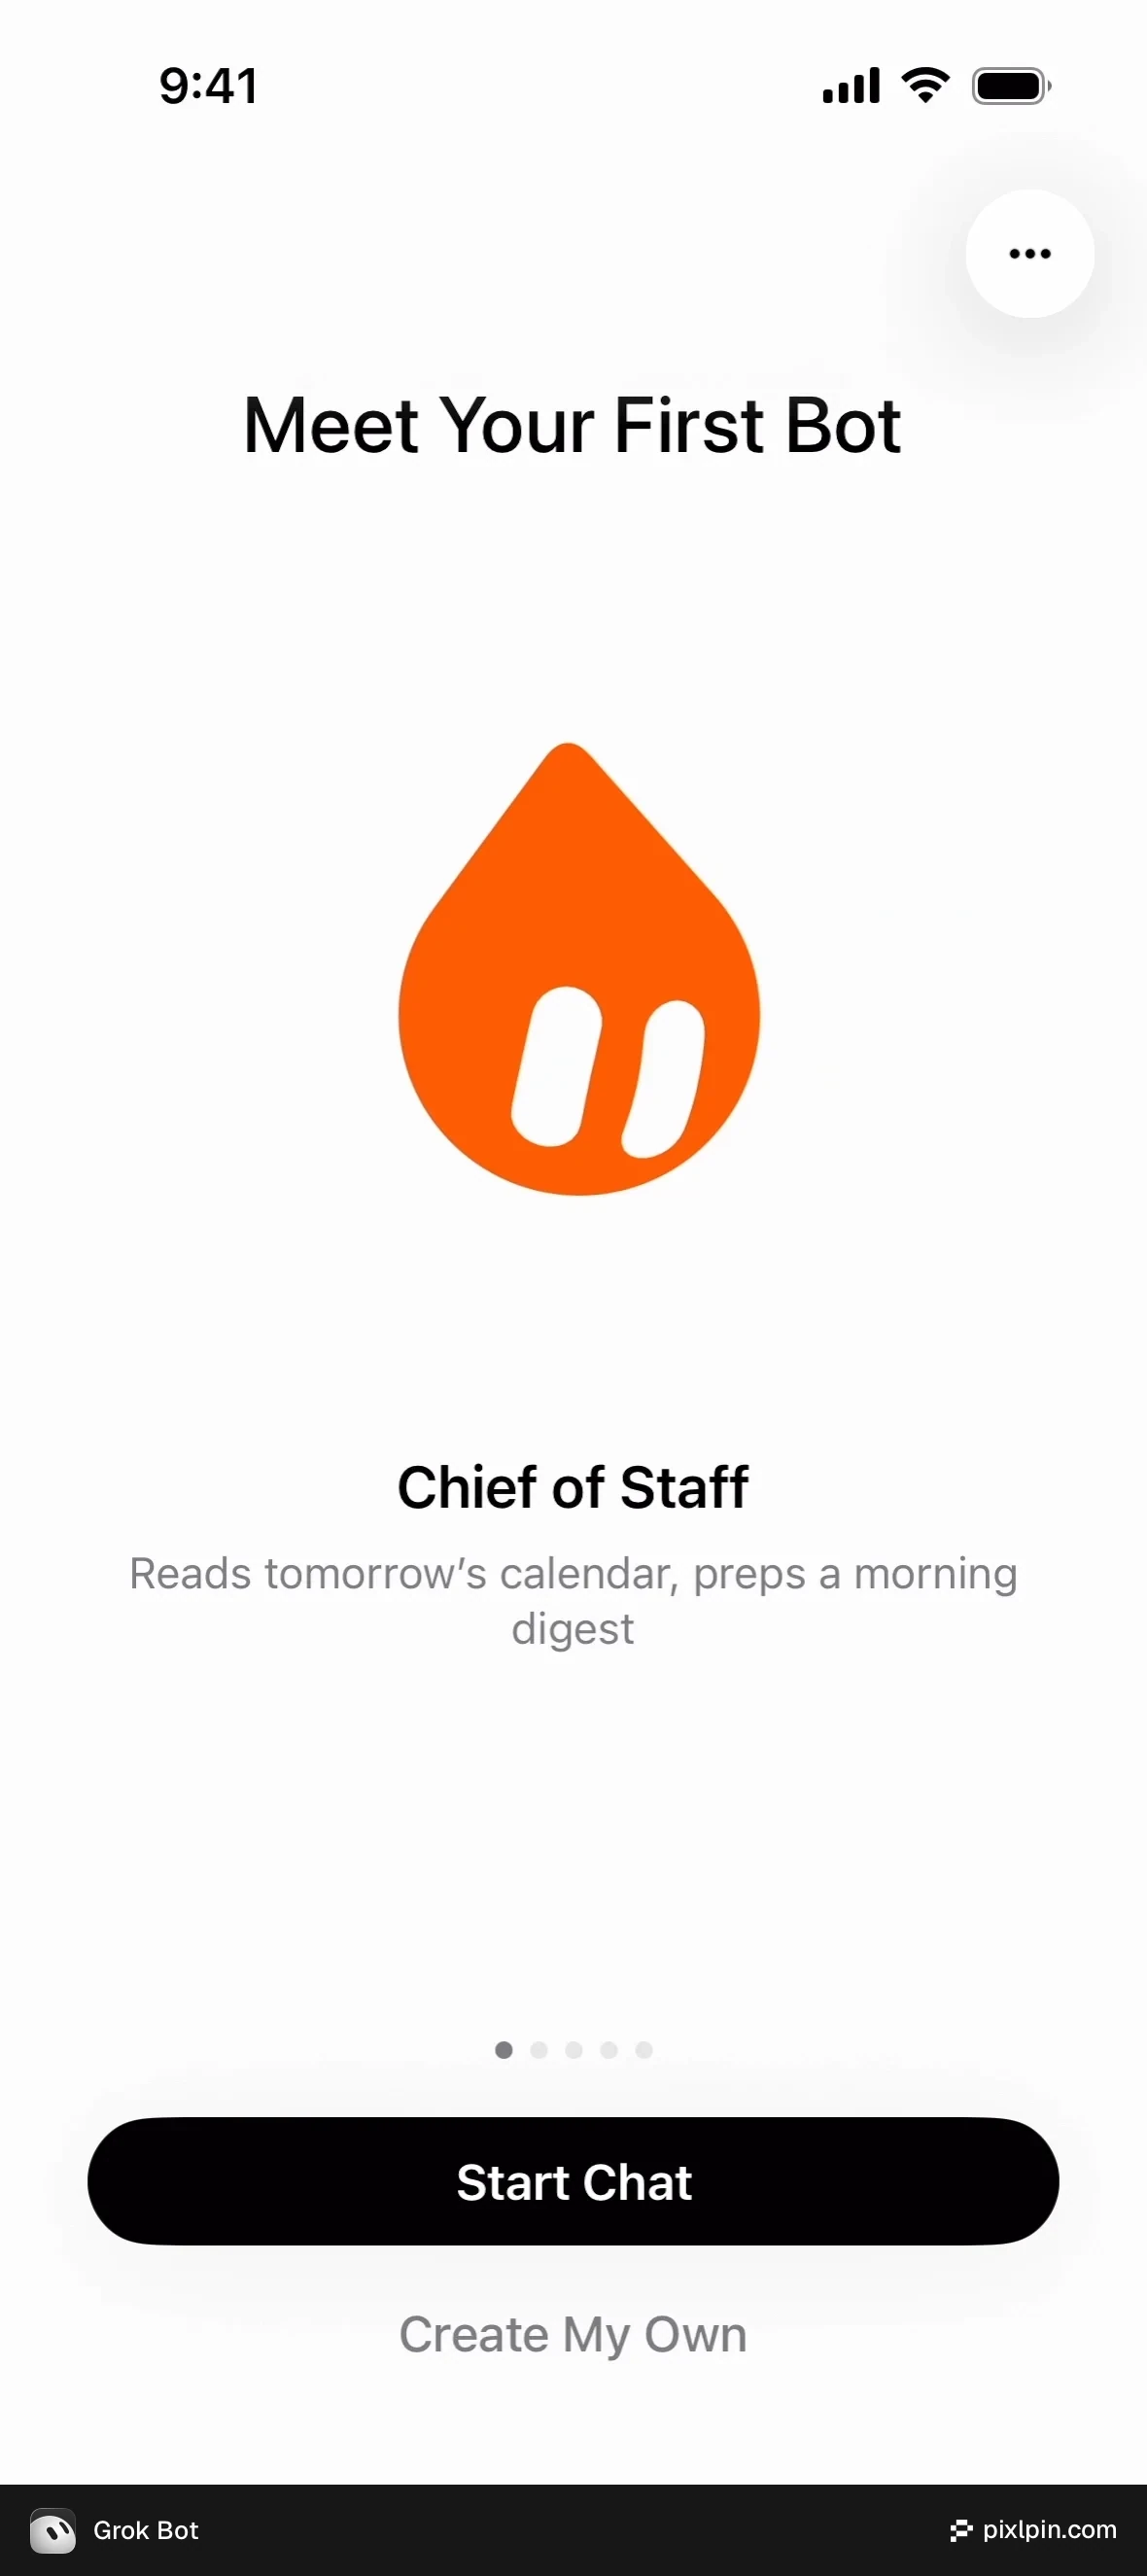 9:41
Meet Your First Bot
Chief of Staff
Reads tomorrow’s calendar, preps a morning
digest
Start Chat
Create My Own
Grok Bot
pixlpin.com